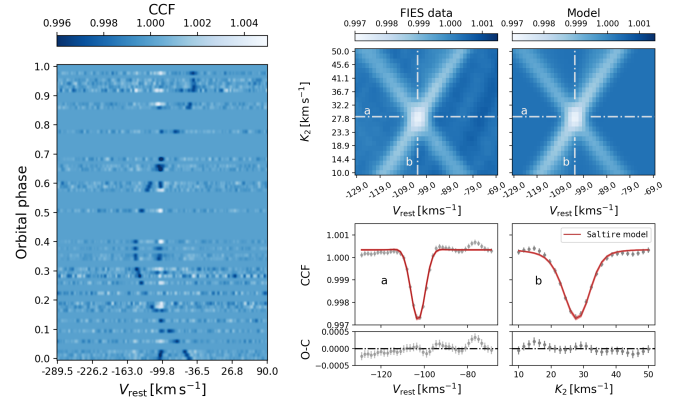 CCF
0.996 1.000 1.002 1.004
Orbital phase
1.0
0.9
0.8
0.7
0.6
0.5
0.4
0.3
0.2
0.1
0.0
-289.5 -226.2 -163.0 -99.8 -36.5 26.8 90.0
V_rest [km s⁻¹]
FIES data
0.997 0.998 0.999 1.000 1.001
K₂ [km s⁻¹]
50.0
45.6
41.1
36.7
32.2
27.8
23.3
18.9
14.4
10.0
a
b
-129.0 -119.0 -109.0 -99.0 -89.0 -79.0 -69.0
V_rest [kms⁻¹]
Model
0.997 0.998 0.999 1.000 1.001
a
b
-129.0 -119.0 -109.0 -99.0 -89.0 -79.0 -69.0
V_rest [kms⁻¹]
CCF
1.001
1.000
0.999
0.998
0.997
a
Saltire model
b
O-C
0.0005
0.0000
-0.0005
−120 −100 −80
V_rest [kms⁻¹]
10 20 30 40 50
K₂ [kms⁻¹]